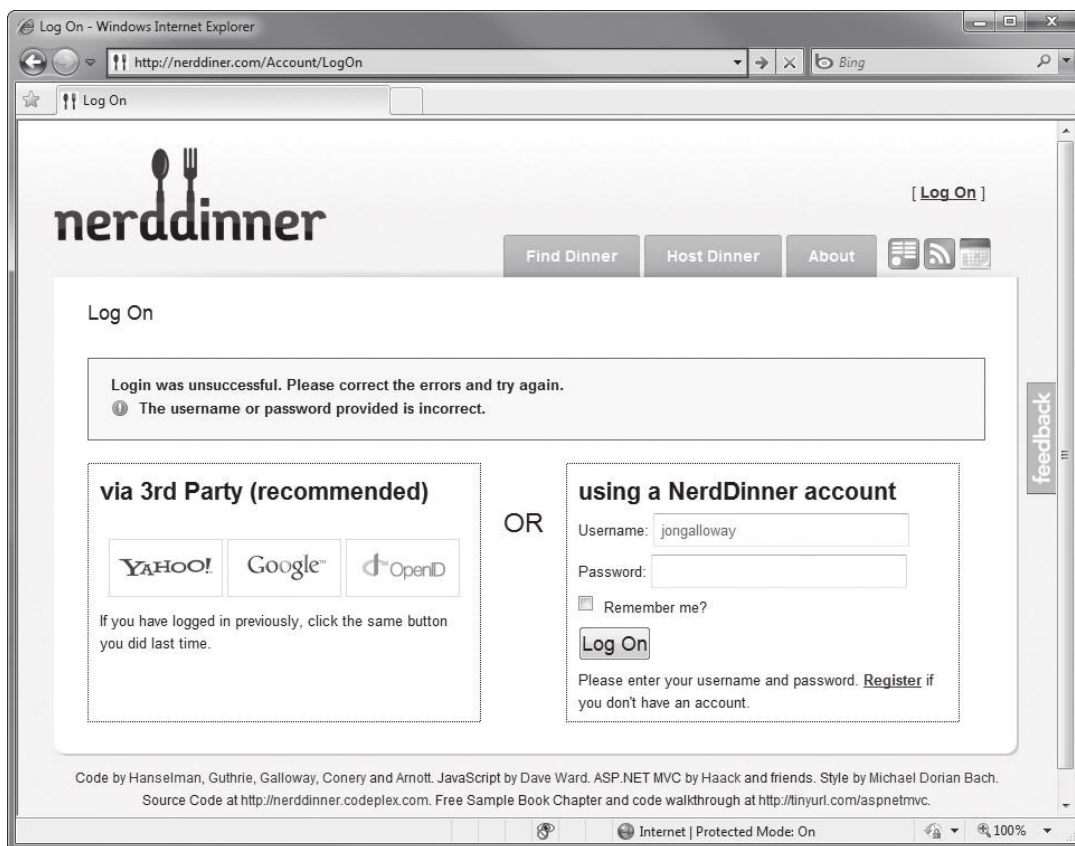 Log On - Windows Internet Explorer
http://nerddiner.com/Account/LogOn
Bing
Log On
nerddinner
[ Log On ]
Find Dinner
Host Dinner
About
Log On
Login was unsuccessful. Please correct the errors and try again.
The username or password provided is incorrect.
feedback
via 3rd Party (recommended)
YAHOO!
Google™
OpenID
If you have logged in previously, click the same button
you did last time.
OR
using a NerdDinner account
Username: jongalloway
Password:
Remember me?
Log On
Please enter your username and password. Register if
you don't have an account.
Code by Hanselman, Guthrie, Galloway, Conery and Arnott. JavaScript by Dave Ward. ASP.NET MVC by Haack and friends. Style by Michael Dorian Bach.
Source Code at http://nerddinner.codeplex.com. Free Sample Book Chapter and code walkthrough at http://tinyurl.com/aspnetmvc.
Internet | Protected Mode: On
100%